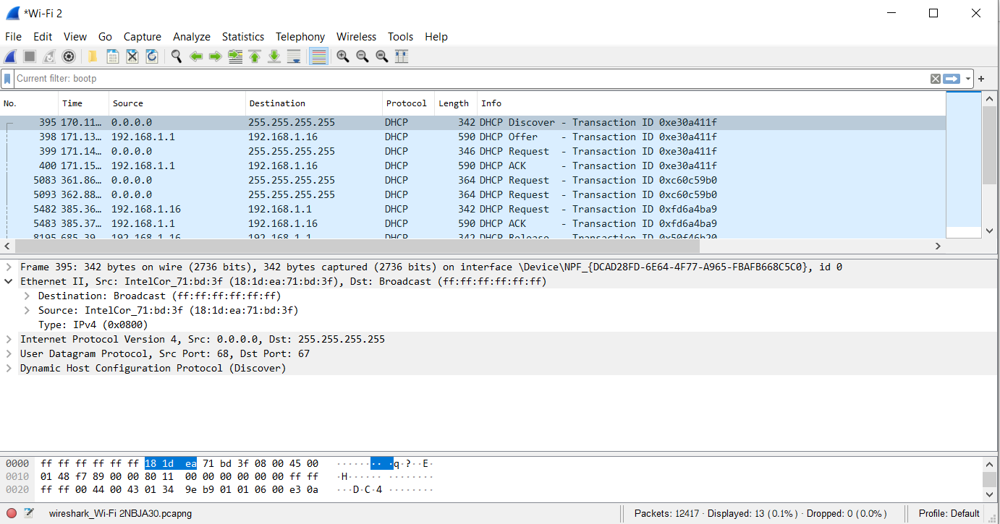 *Wi-Fi 2
File Edit View Go Capture Analyze Statistics Telephony Wireless Tools Help
Current filter: bootp
No. Time Source Destination Protocol Length Info
395 170.11… 0.0.0.0 255.255.255.255 DHCP 342 DHCP Discover - Transaction ID 0xe30a411f
398 171.13… 192.168.1.1 192.168.1.16 DHCP 590 DHCP Offer - Transaction ID 0xe30a411f
399 171.14… 0.0.0.0 255.255.255.255 DHCP 346 DHCP Request - Transaction ID 0xe30a411f
400 171.15… 192.168.1.1 192.168.1.16 DHCP 590 DHCP ACK - Transaction ID 0xe30a411f
5083 361.86… 0.0.0.0 255.255.255.255 DHCP 364 DHCP Request - Transaction ID 0xc60c59b0
5093 362.88… 0.0.0.0 255.255.255.255 DHCP 364 DHCP Request - Transaction ID 0xc60c59b0
5482 385.36… 192.168.1.16 192.168.1.1 DHCP 342 DHCP Request - Transaction ID 0xfd6a4ba9
5483 385.37… 192.168.1.1 192.168.1.16 DHCP 590 DHCP ACK - Transaction ID 0xfd6a4ba9
8195 685.39… 192.168.1.16 192.168.1.1 DHCP 342 DHCP Release - Transaction ID 0x50f46b20
Frame 395: 342 bytes on wire (2736 bits), 342 bytes captured (2736 bits) on interface \Device\NPF_{DCAD28FD-6E64-4F77-A965-FBAFB668C5C0}, id 0
Ethernet II, Src: IntelCor_71:bd:3f (18:1d:ea:71:bd:3f), Dst: Broadcast (ff:ff:ff:ff:ff:ff)
Destination: Broadcast (ff:ff:ff:ff:ff:ff)
Source: IntelCor_71:bd:3f (18:1d:ea:71:bd:3f)
Type: IPv4 (0x0800)
Internet Protocol Version 4, Src: 0.0.0.0, Dst: 255.255.255.255
User Datagram Protocol, Src Port: 68, Dst Port: 67
Dynamic Host Configuration Protocol (Discover)
0000 ff ff ff ff ff ff 18 1d ea 71 bd 3f 08 00 45 00 ·········q·?··E·
0010 01 48 f7 89 00 00 80 11 00 00 00 00 00 00 ff ff ·H······ ········
0020 ff ff 00 44 00 43 01 34 9e b9 01 01 06 00 e3 0a ···D·C·4 ········
wireshark_Wi-Fi 2NBJA30.pcapng
Packets: 12417 · Displayed: 13 (0.1%) · Dropped: 0 (0.0%)
Profile: Default